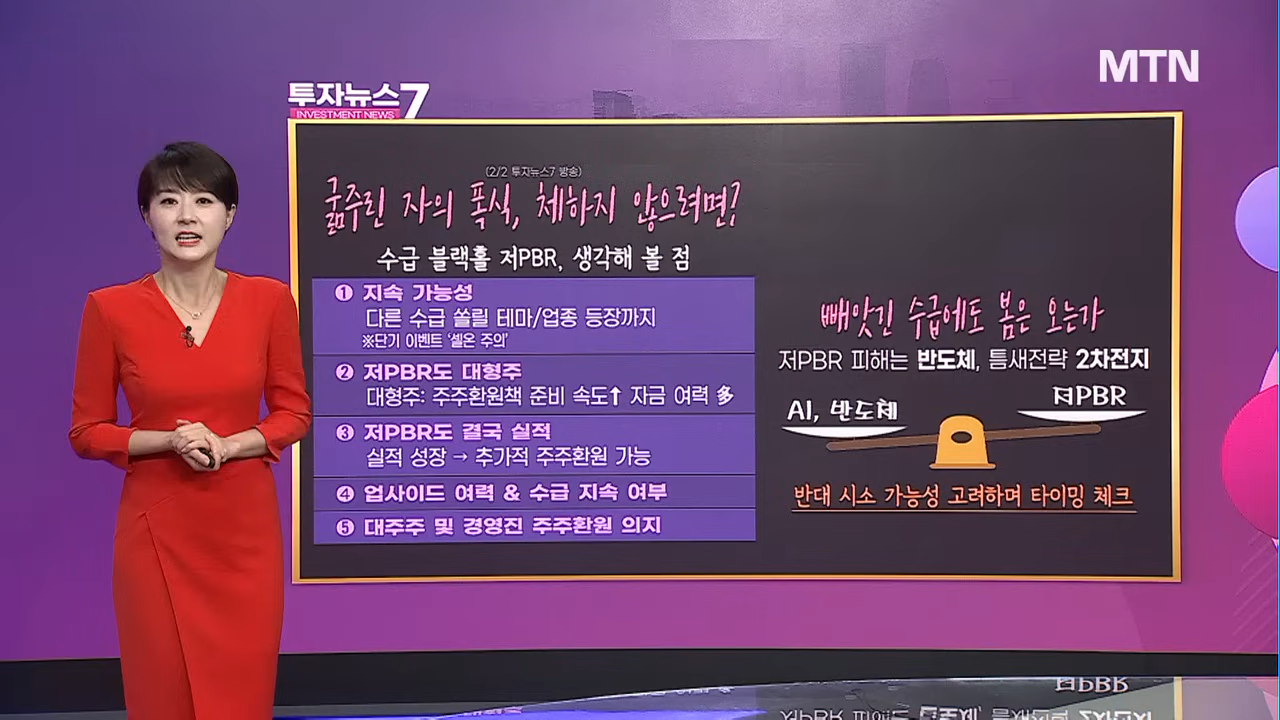 MTN
투자뉴스7
INVESTMENT NEWS
(2/2 투자뉴스7 방송)
굶주린 자의 폭식, 체하지 않으려면?
수급 블랙홀 저PBR, 생각해 볼 점
❶ 지속 가능성
다른 수급 쏠릴 테마/업종 등장까지
※단기 이벤트 '셀온 주의'
❷ 저PBR도 대형주
대형주: 주주환원책 준비 속도↑ 자금 여력 多
❸ 저PBR도 결국 실적
실적 성장 → 추가적 주주환원 가능
❹ 업사이드 여력 & 수급 지속 여부
❺ 대주주 및 경영진 주주환원 의지
빼앗긴 수급에도 봄은 오는가
저PBR 피해는 반도체, 틈새전략 2차전지
AI, 반도체
저PBR
반대 시소 가능성 고려하며 타이밍 체크